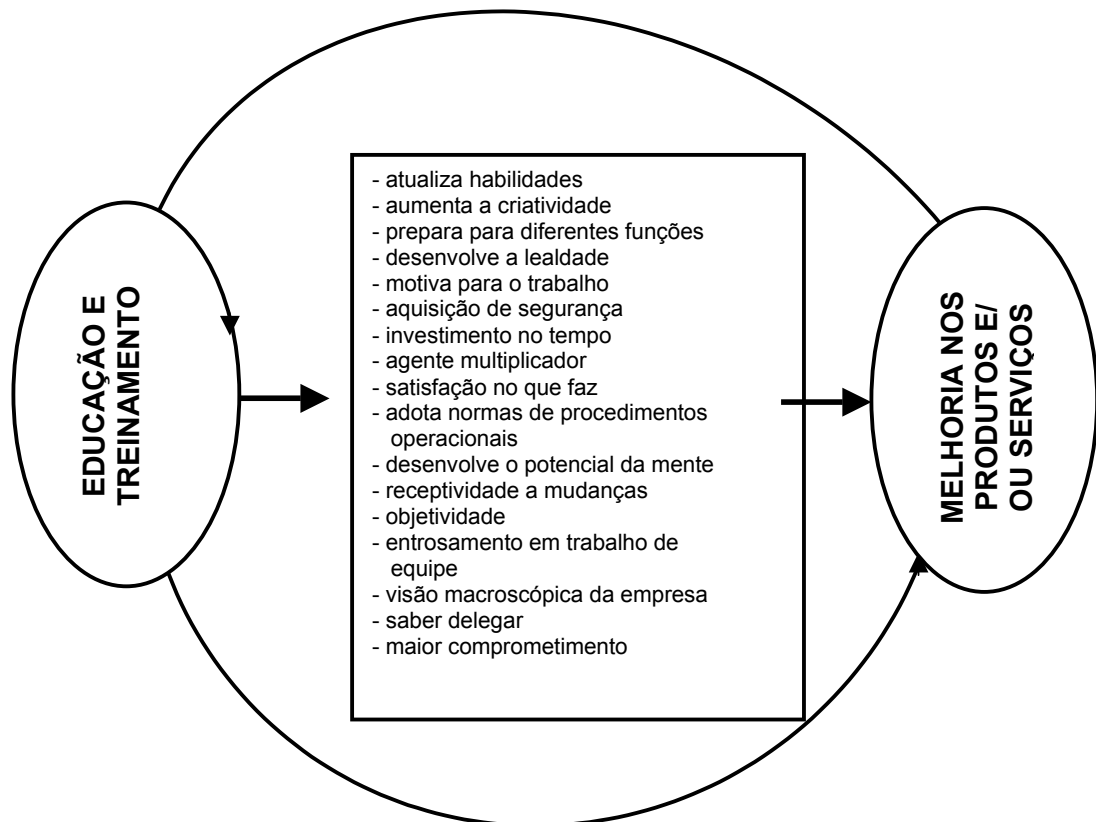 EDUCAÇÃO E
TREINAMENTO
- atualiza habilidades
- aumenta a criatividade
- prepara para diferentes funções
- desenvolve a lealdade
- motiva para o trabalho
- aquisição de segurança
- investimento no tempo
- agente multiplicador
- satisfação no que faz
- adota normas de procedimentos
operacionais
- desenvolve o potencial da mente
- receptividade a mudanças
- objetividade
- entrosamento em trabalho de
equipe
- visão macroscópica da empresa
- saber delegar
- maior comprometimento
MELHORIA NOS
PRODUTOS E/
OU SERVIÇOS